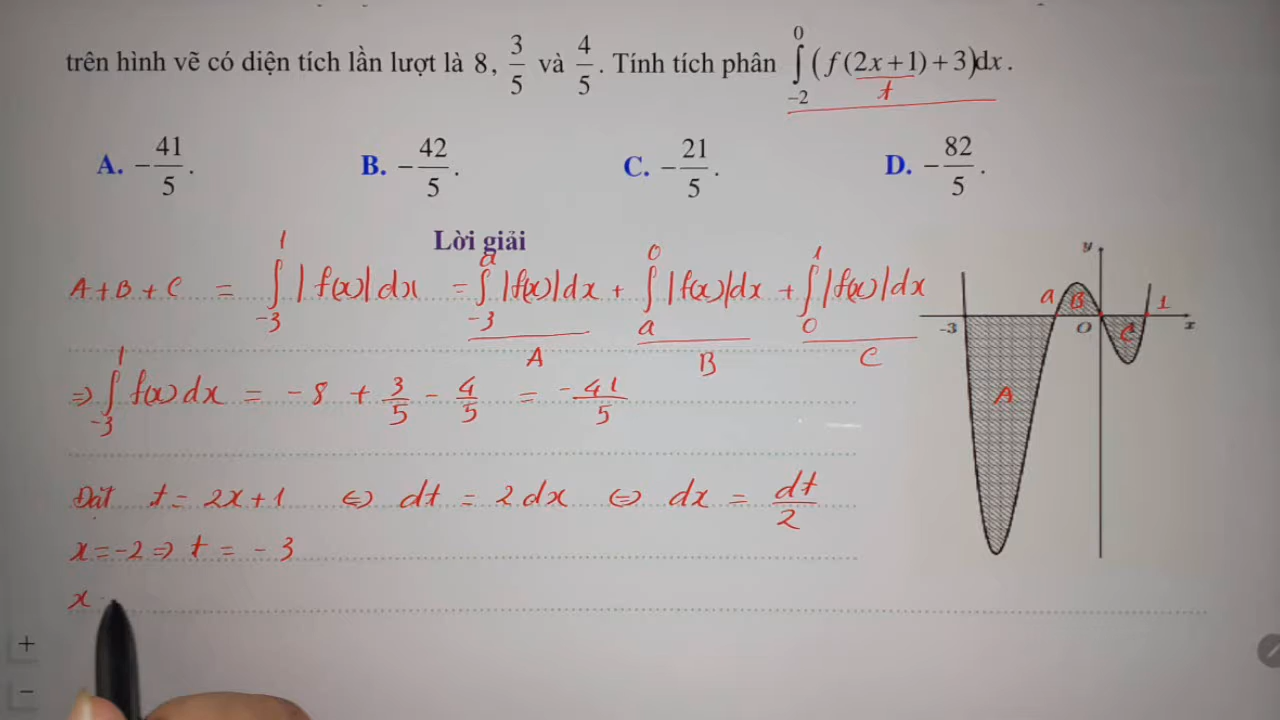 trên hình vẽ có diện tích lần lượt là 8, 3/5 và 4/5. Tính tích phân ∫_{-2}^{0} (f(2x+1)+3)dx.
t
A. -41/5. B. -42/5. C. -21/5. D. -82/5.
Lời giải
A+B+C = ∫_{-3}^{1} |f(x)|dx = ∫_{-3}^{a} |f(x)|dx + ∫_{a}^{0} |f(x)|dx + ∫_{0}^{1} |f(x)|dx
A B C
⇒ ∫_{-3}^{1} f(x)dx = -8 + 3/5 - 4/5 = -41/5
Đặt t = 2x+1 ⇔ dt = 2dx ⇔ dx = dt/2
x = -2 ⇒ t = -3
x
y
a B 1
-3 O C x
A
+
−